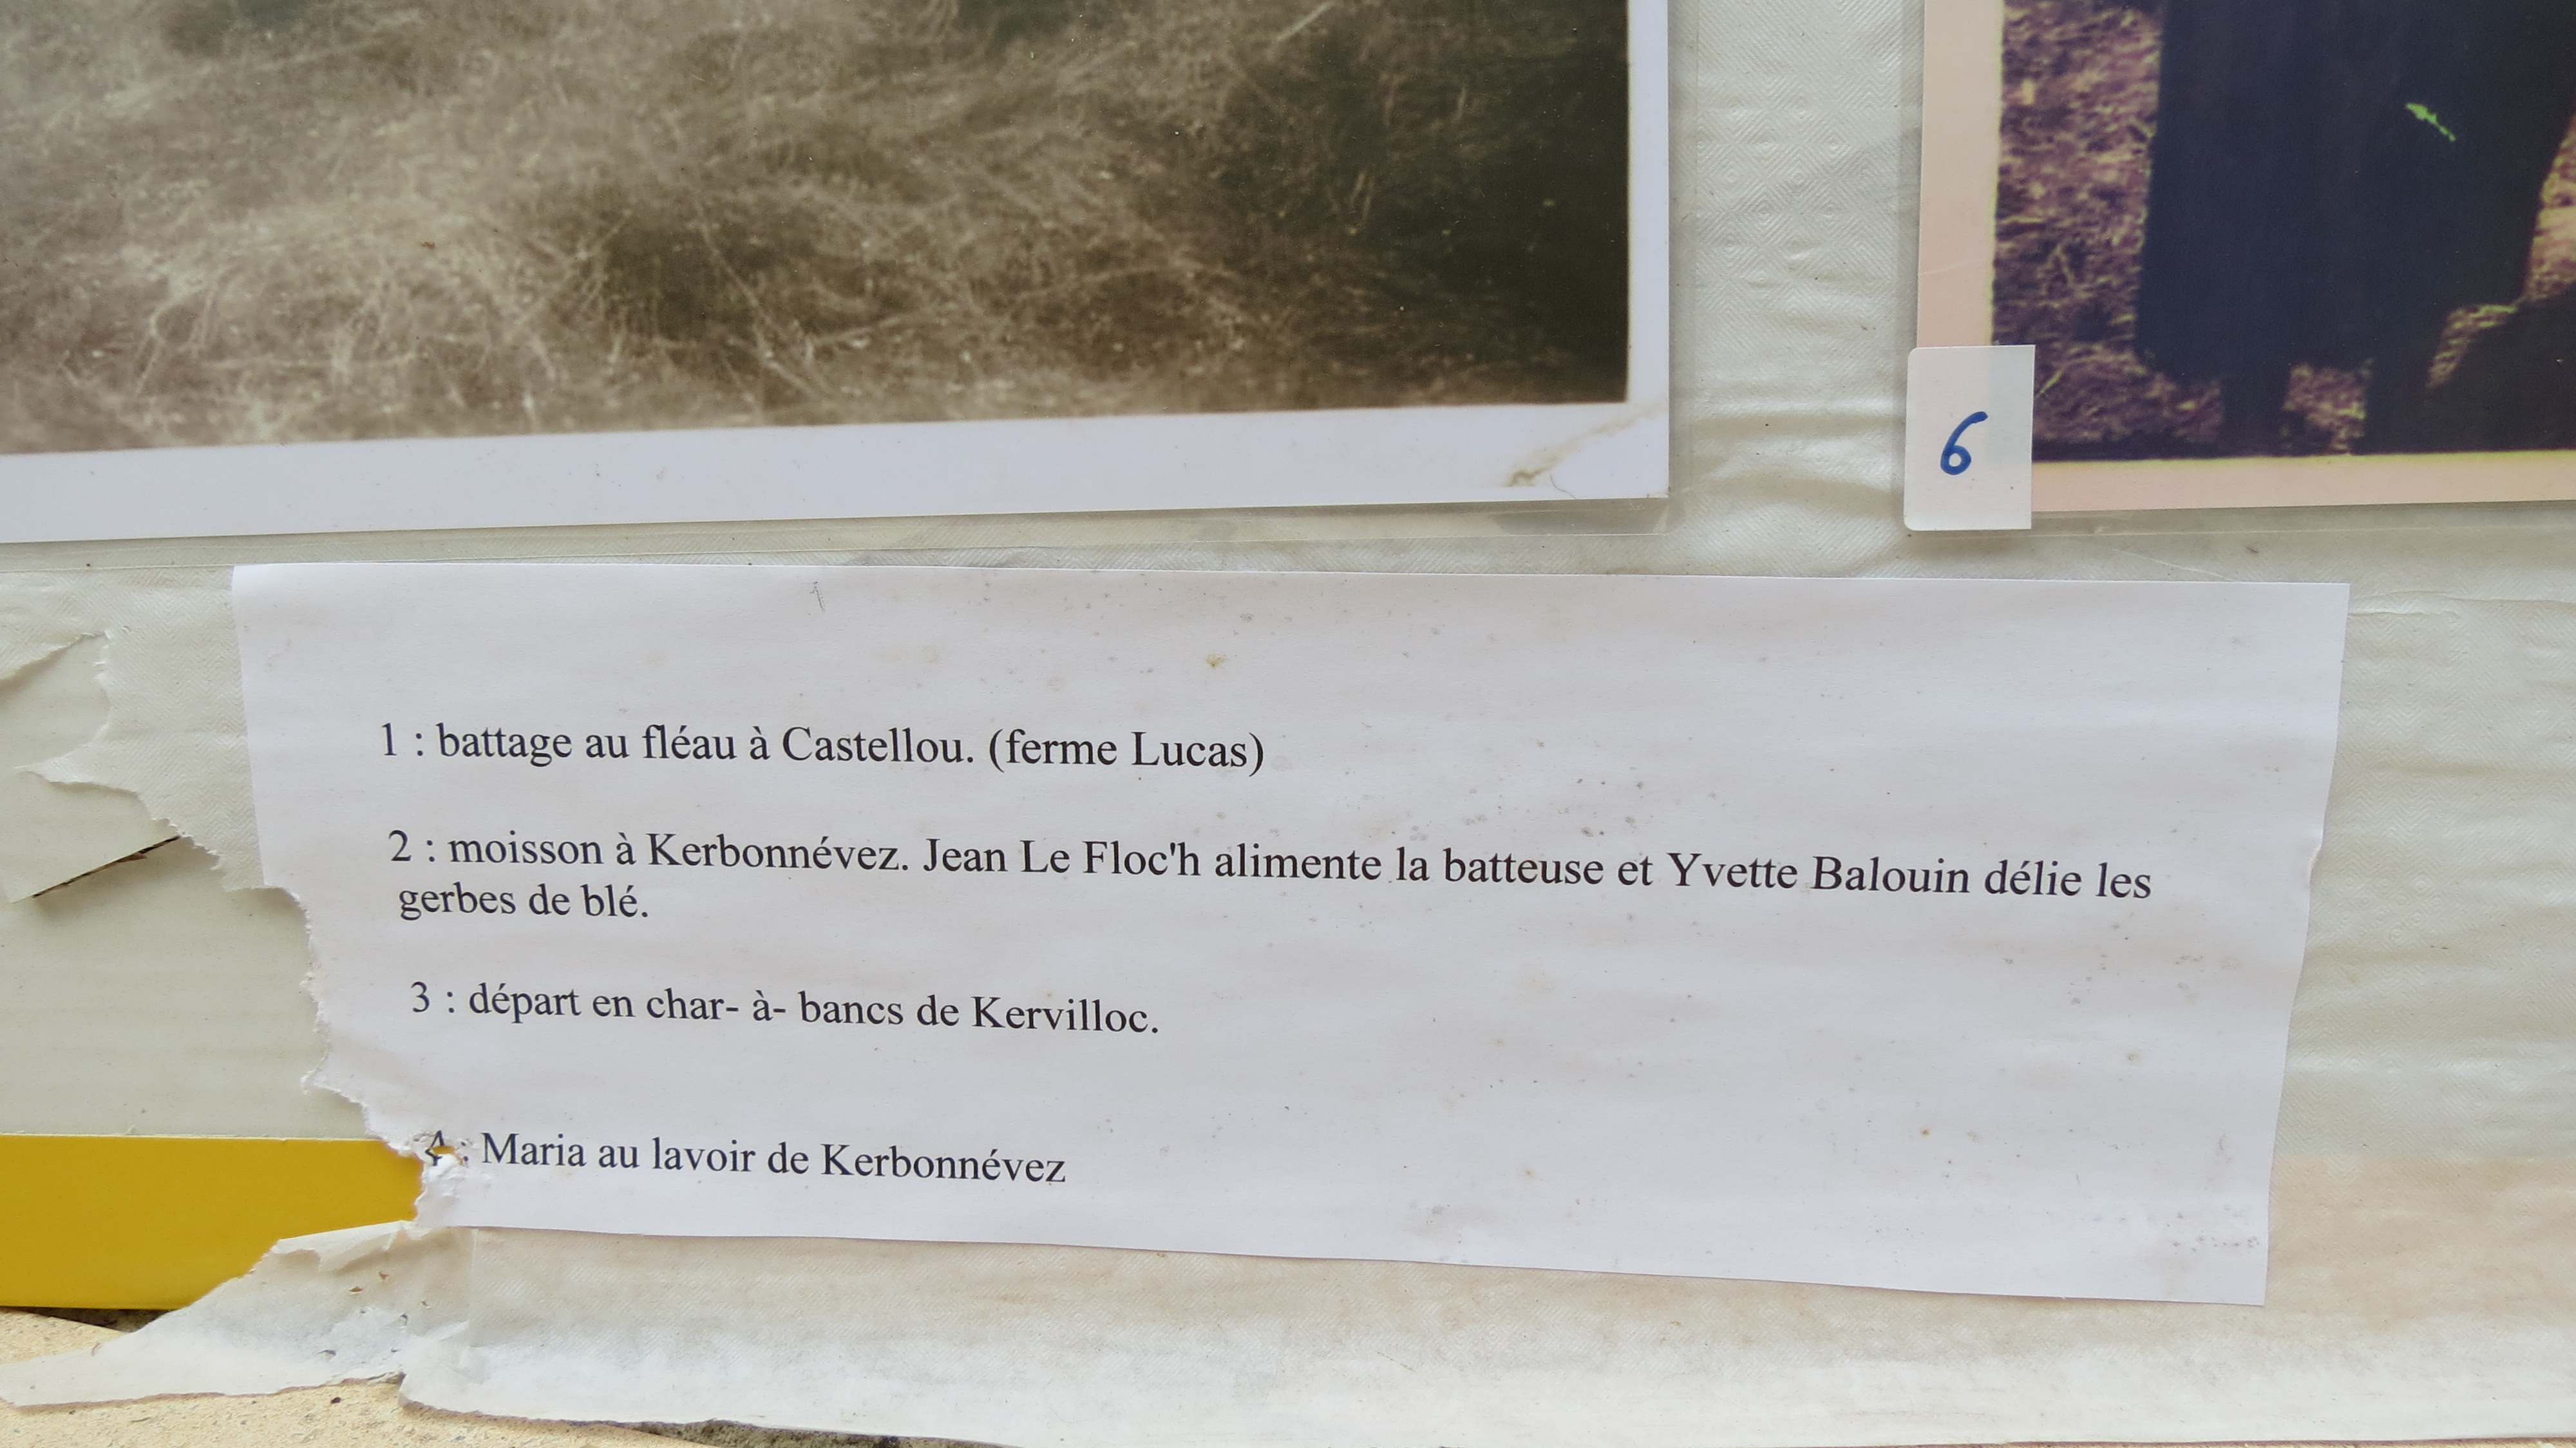 6
1 : battage au fléau à Castellou. (ferme Lucas)
2 : moisson à Kerbonnévez. Jean Le Floc'h alimente la batteuse et Yvette Balouin délie les
gerbes de blé.
3 : départ en char- à- bancs de Kervilloc.
4 : Maria au lavoir de Kerbonnévez